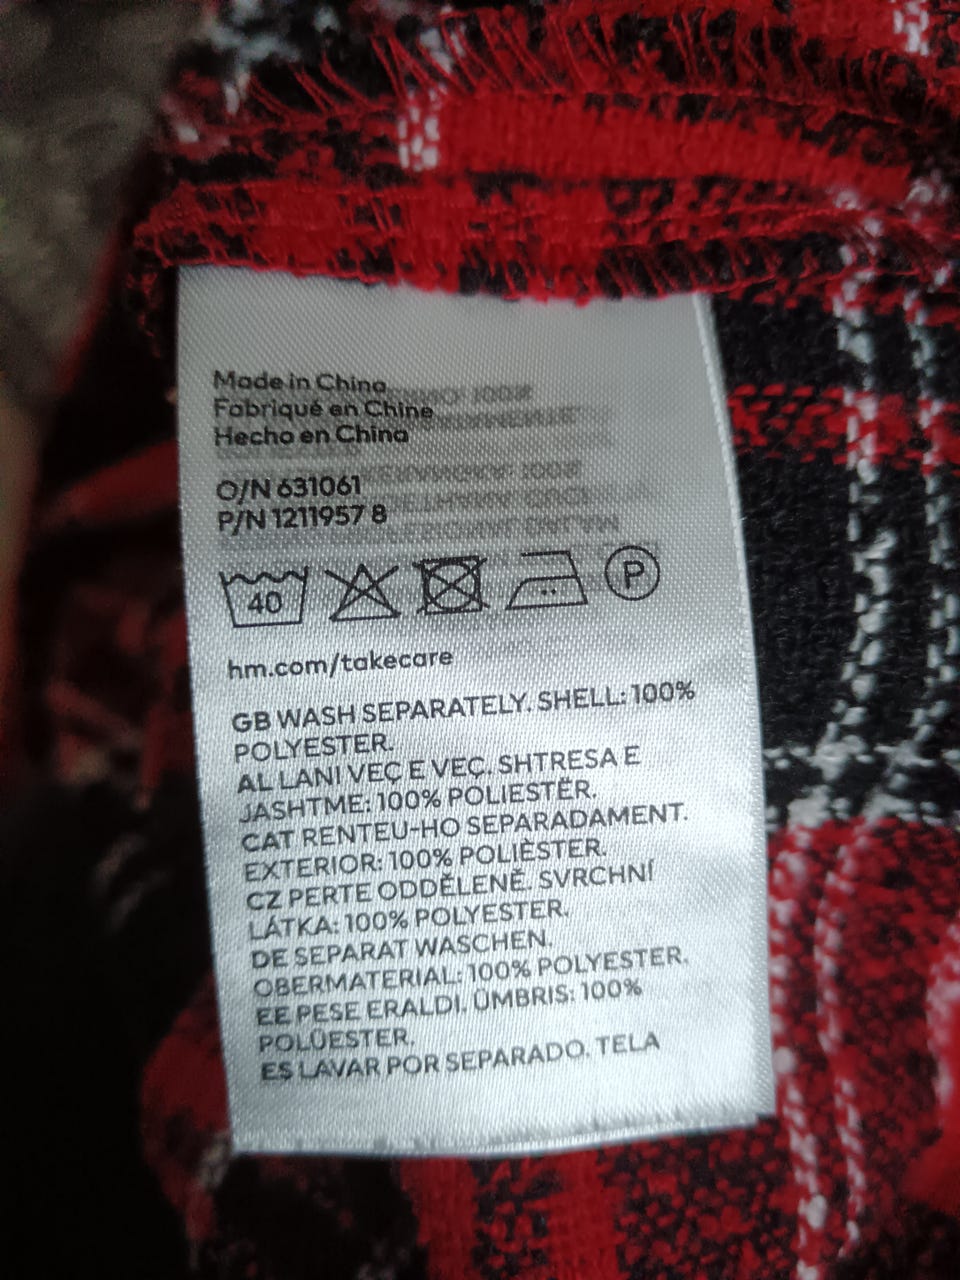 Made in China
Fabriqué en Chine
Hecho en China
O/N 631061
P/N 1211957 8
40
P
hm.com/takecare
GB WASH SEPARATELY. SHELL: 100%
POLYESTER.
AL LANI VEÇ E VEÇ. SHTRESA E
JASHTME: 100% POLIESTËR.
CAT RENTEU-HO SEPARADAMENT.
EXTERIOR: 100% POLIÈSTER.
CZ PERTE ODDĚLENĚ. SVRCHNÍ
LÁTKA: 100% POLYESTER.
DE SEPARAT WASCHEN.
OBERMATERIAL: 100% POLYESTER.
EE PESE ERALDI. ÜMBRIS: 100%
POLÜESTER.
ES LAVAR POR SEPARADO. TELA